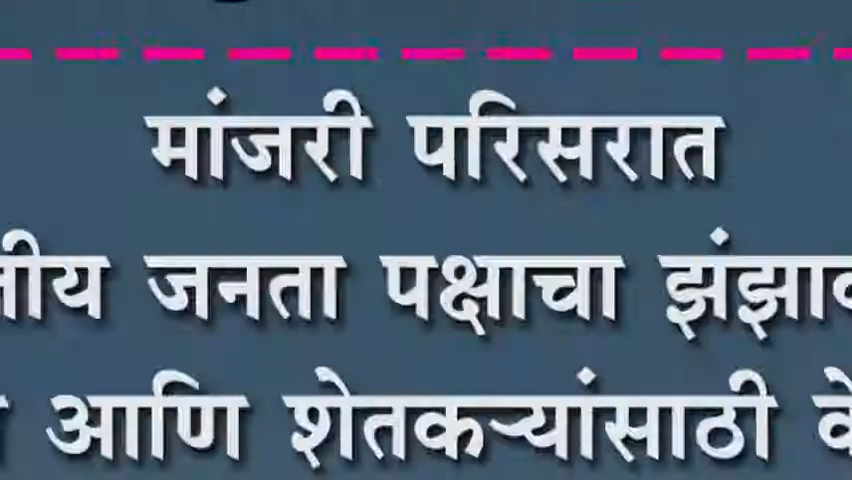 मांजरी परिसरात
जनता पक्षाचा
आणि शेतकऱ्यांसाठी